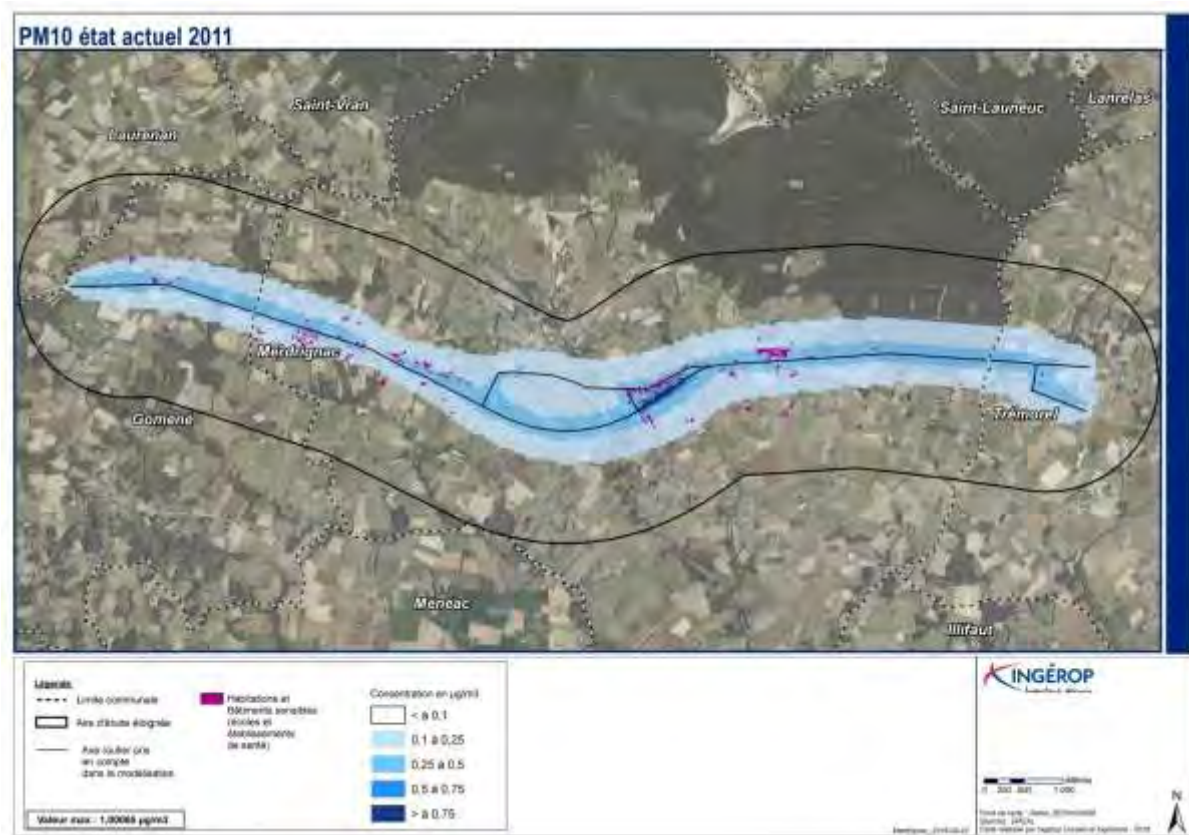 PM10 état actuel 2011
Saint-Vran
Saint-Launeuc
Lanrelas
Laurenan
Merdrignac
Gomené
Trémorel
Ménéac
Illifaut
Légende
Limite communale
Aire d'étude éloignée
Axe routier pris
en compte
dans la modélisation
Habitations et
Bâtiments sensibles
(écoles et
établissements
de santé)
Concentration en µg/m3
< à 0,1
0,1 à 0,25
0,25 à 0,5
0,5 à 0,75
> à 0,75
Valeur max : 1,00065 µg/m3
INGÉROP
N